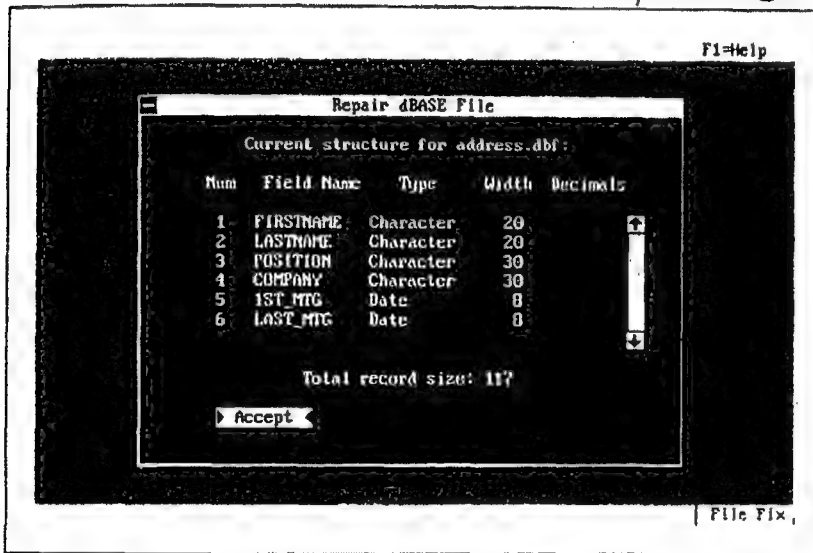 F1=Help
Repair dBASE File
Current structure for address.dbf:
Num Field Name Type Width Decimals
1 FIRSTNAME Character 20
2 LASTNAME Character 20
3 POSITION Character 30
4 COMPANY Character 30
5 1ST_MTG Date 8
6 LAST_MTG Date 8
Total record size: 117
Accept
File Fix